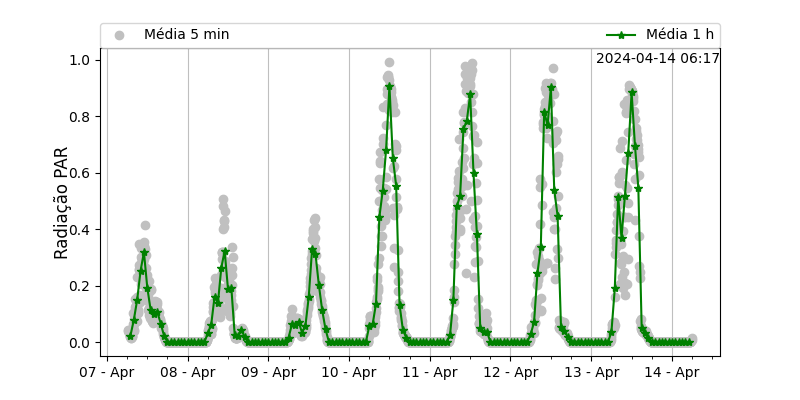 Média 5 min
Média 1 h
2024-04-14 06:17
Radiação PAR
1.0
0.8
0.6
0.4
0.2
0.0
07 - Apr
08 - Apr
09 - Apr
10 - Apr
11 - Apr
12 - Apr
13 - Apr
14 - Apr